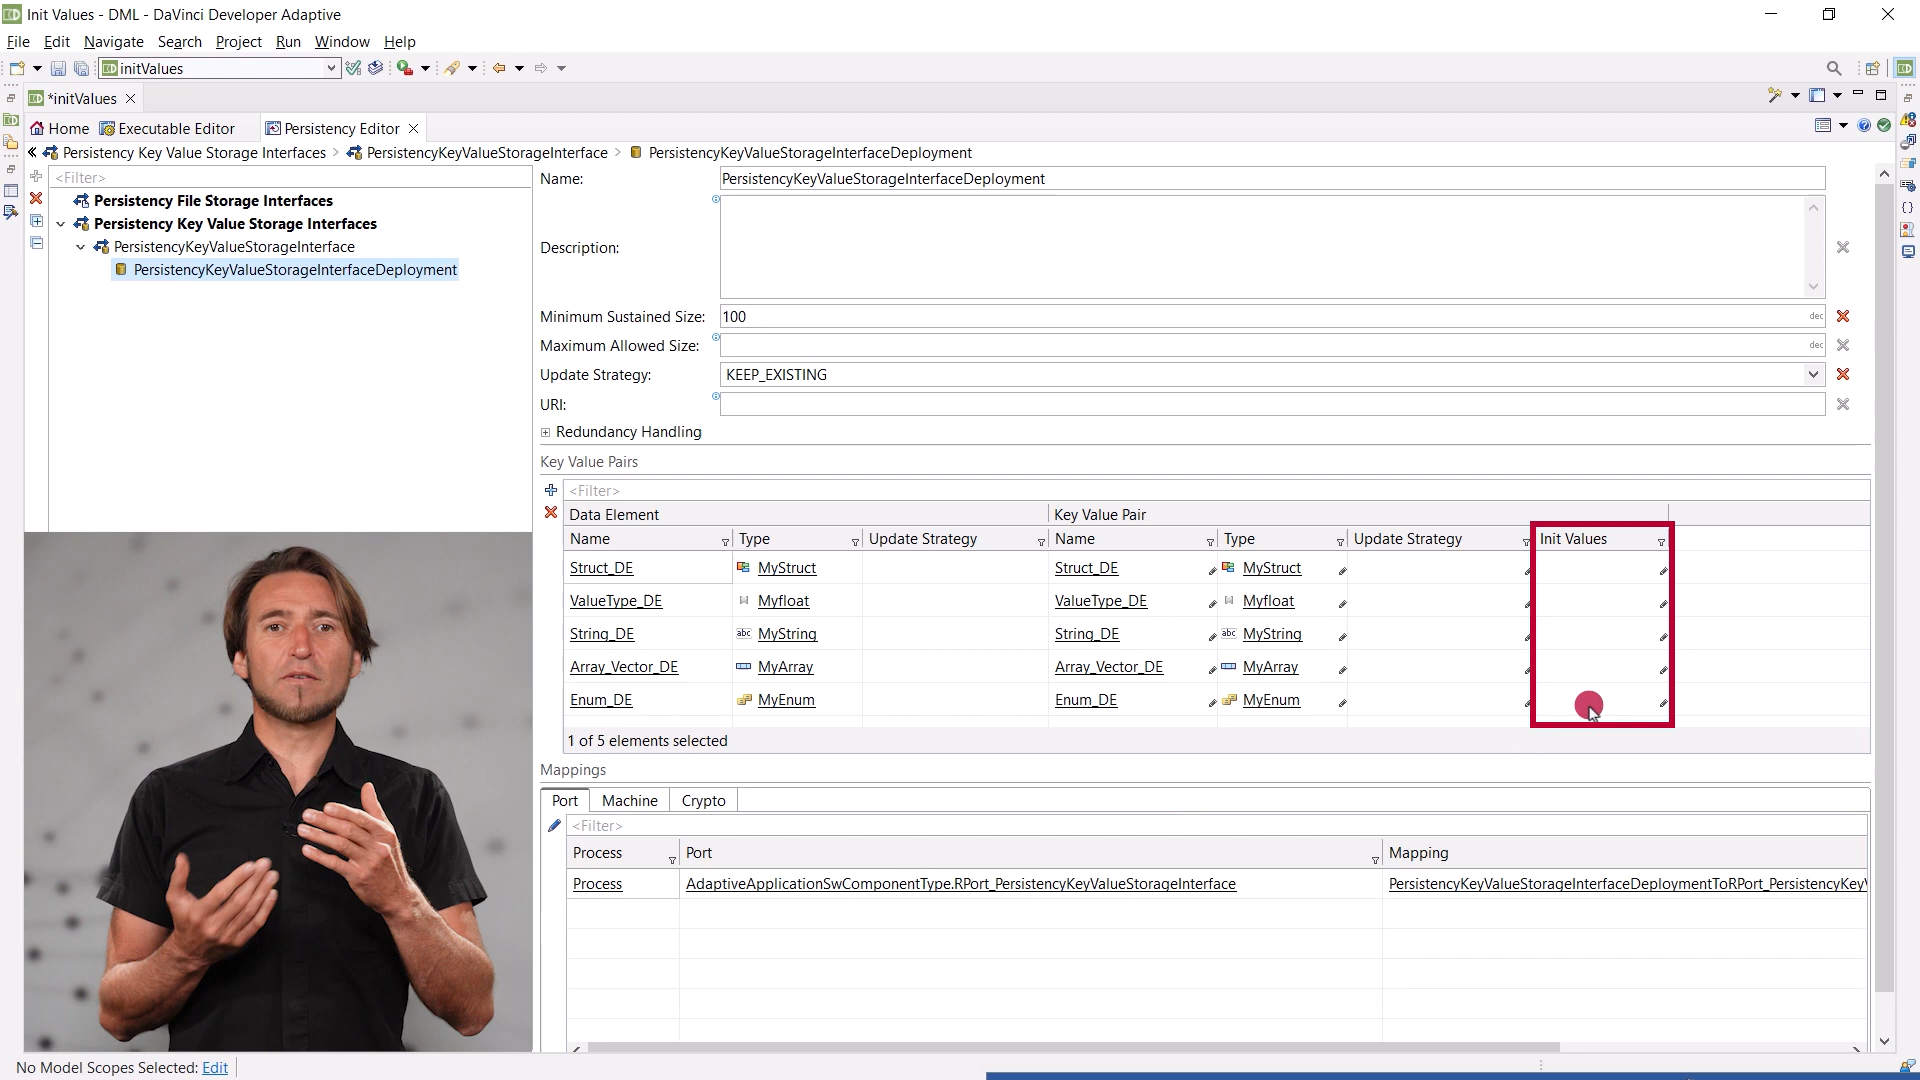 Init Values - DML - DaVinci Developer Adaptive
File Edit Navigate Search Project Run Window Help
initValues
*initValues
Home Executable Editor Persistency Editor
Persistency Key Value Storage Interfaces > PersistencyKeyValueStorageInterface > PersistencyKeyValueStorageInterfaceDeployment
<Filter>
Persistency File Storage Interfaces
Persistency Key Value Storage Interfaces
PersistencyKeyValueStorageInterface
PersistencyKeyValueStorageInterfaceDeployment
Name: PersistencyKeyValueStorageInterfaceDeployment
Description:
Minimum Sustained Size: 100 dec
Maximum Allowed Size: dec
Update Strategy: KEEP_EXISTING
URI:
Redundancy Handling
Key Value Pairs
<Filter>
Data Element Key Value Pair
Name Type Update Strategy Name Type Update Strategy Init Values
Struct_DE MyStruct Struct_DE MyStruct
ValueType_DE Myfloat ValueType_DE Myfloat
String_DE abc MyString String_DE abc MyString
Array_Vector_DE MyArray Array_Vector_DE MyArray
Enum_DE MyEnum Enum_DE MyEnum
1 of 5 elements selected
Mappings
Port Machine Crypto
<Filter>
Process Port Mapping
Process AdaptiveApplicationSwComponentType.RPort_PersistencyKeyValueStorageInterface PersistencyKeyValueStorageInterfaceDeploymentToRPort_PersistencyKeyV
No Model Scopes Selected: Edit